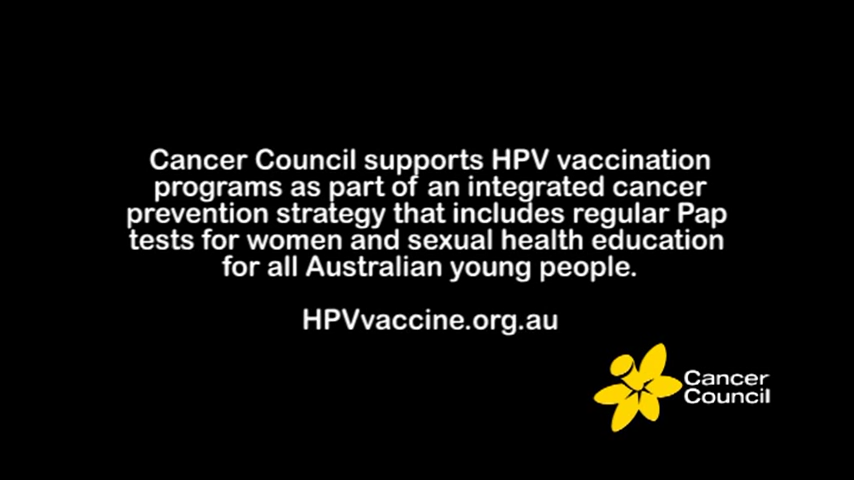 Cancer Council supports HPV vaccination
programs as part of an integrated cancer
prevention strategy that includes regular Pap
tests for women and sexual health education
for all Australian young people.
HPVvaccine.org.au
Cancer
Council